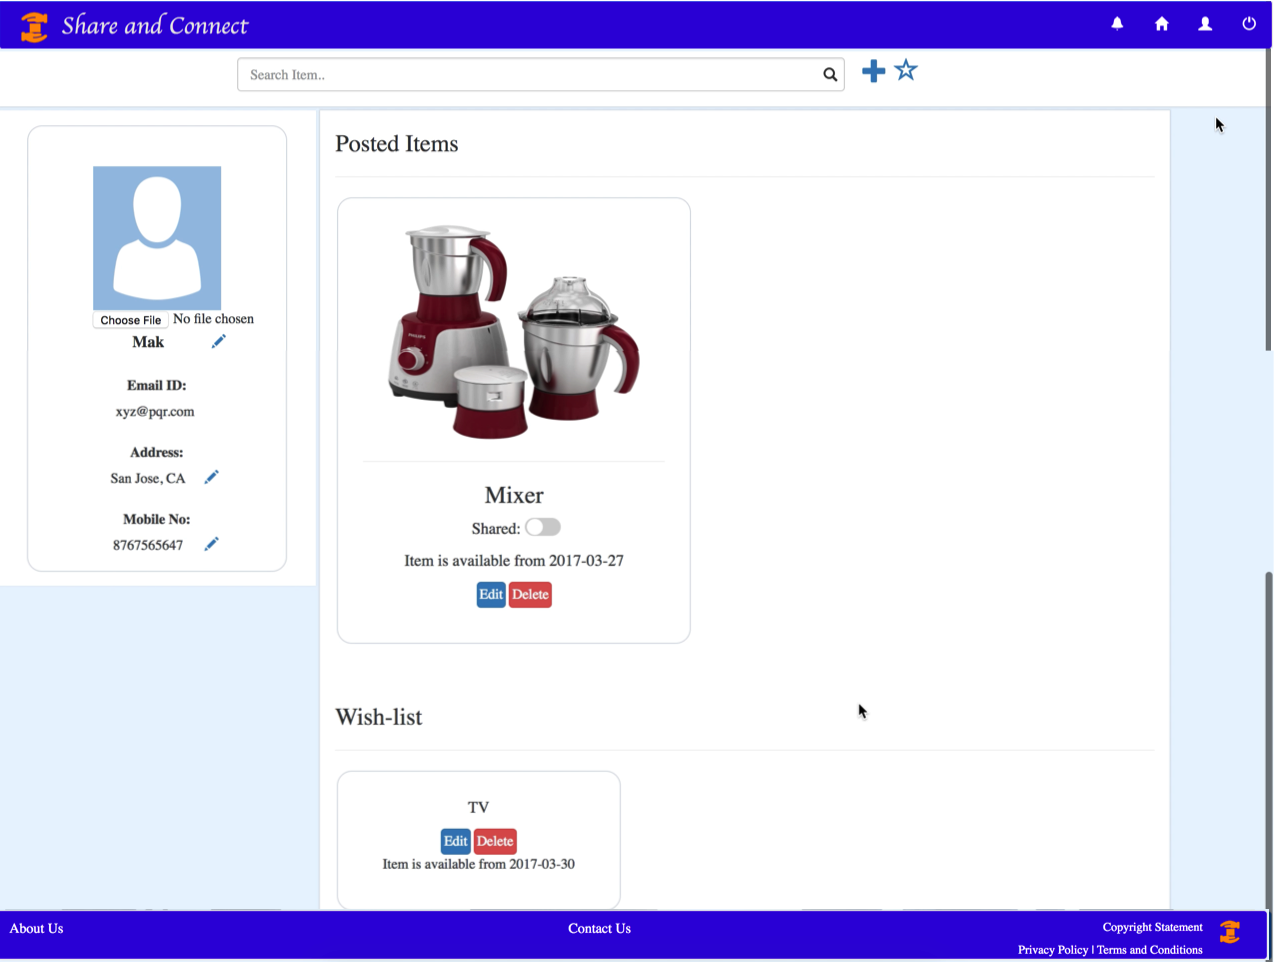 Share and Connect
Search Item..
Choose File No file chosen
Mak
Email ID:
xyz@pqr.com
Address:
San Jose, CA
Mobile No:
8767565647
Posted Items
PHILIPS
Mixer
Shared:
Item is available from 2017-03-27
Edit Delete
Wish-list
TV
Edit Delete
Item is available from 2017-03-30
About Us
Contact Us
Copyright Statement
Privacy Policy | Terms and Conditions